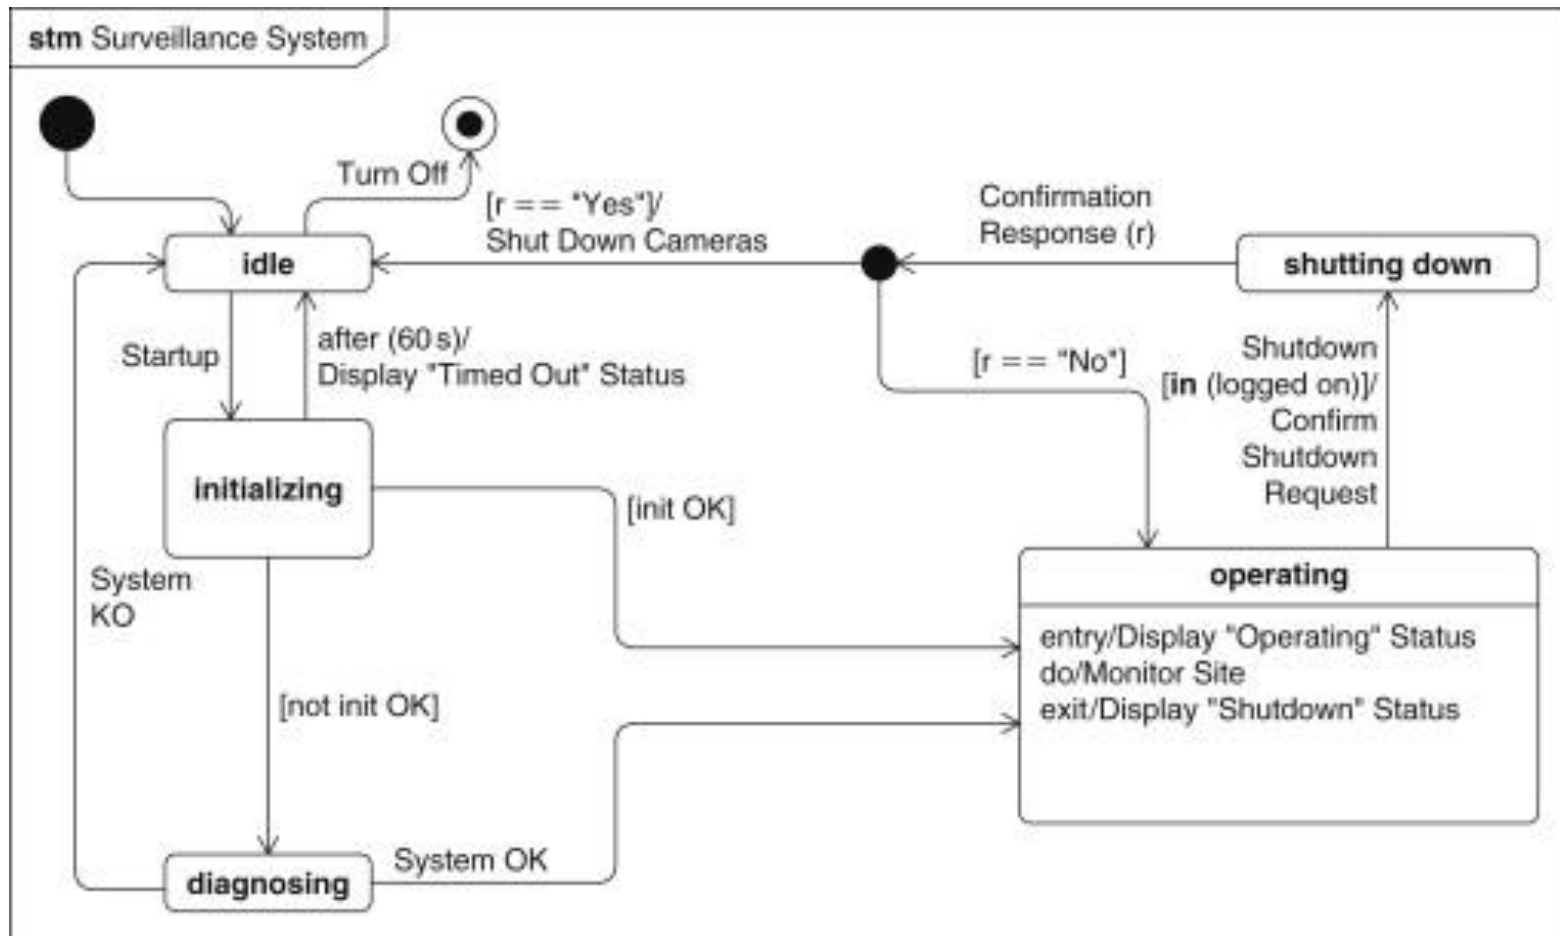 stm Surveillance System
Turn Off
[r == "Yes"]/
Shut Down Cameras
Confirmation
Response (r)
idle
shutting down
Startup
after (60 s)/
Display "Timed Out" Status
[r == "No"]
Shutdown
[in (logged on)]/
Confirm
Shutdown
Request
initializing
[init OK]
System
KO
operating
entry/Display "Operating" Status
do/Monitor Site
exit/Display "Shutdown" Status
[not init OK]
System OK
diagnosing